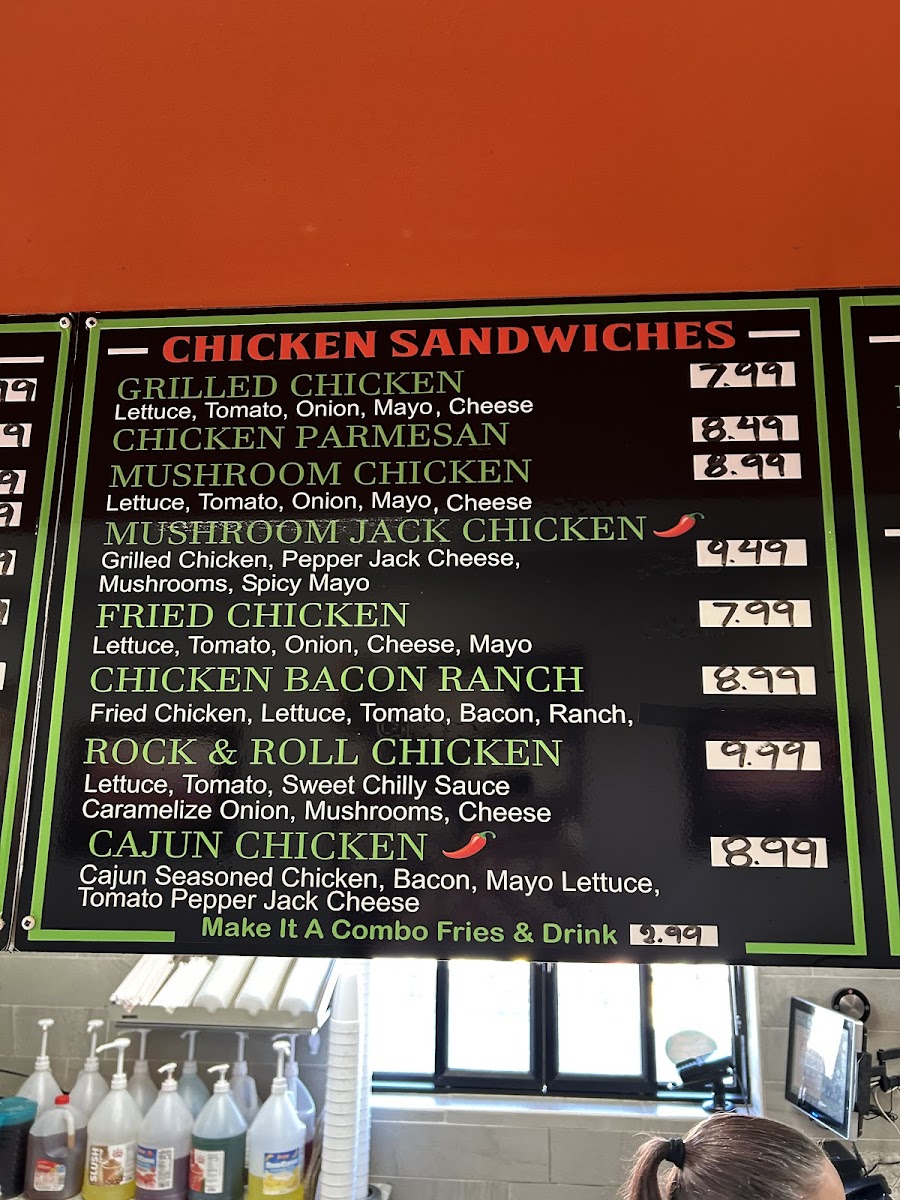 CHICKEN SANDWICHES
GRILLED CHICKEN 7.99
Lettuce, Tomato, Onion, Mayo, Cheese
CHICKEN PARMESAN 8.49
MUSHROOM CHICKEN 8.99
Lettuce, Tomato, Onion, Mayo, Cheese
MUSHROOM JACK CHICKEN 9.49
Grilled Chicken, Pepper Jack Cheese,
Mushrooms, Spicy Mayo
FRIED CHICKEN 7.99
Lettuce, Tomato, Onion, Cheese, Mayo
CHICKEN BACON RANCH 8.99
Fried Chicken, Lettuce, Tomato, Bacon, Ranch,
ROCK & ROLL CHICKEN 9.99
Lettuce, Tomato, Sweet Chilly Sauce
Caramelize Onion, Mushrooms, Cheese
CAJUN CHICKEN 8.99
Cajun Seasoned Chicken, Bacon, Mayo Lettuce,
Tomato Pepper Jack Cheese
Make It A Combo Fries & Drink 2.99
SLUSH